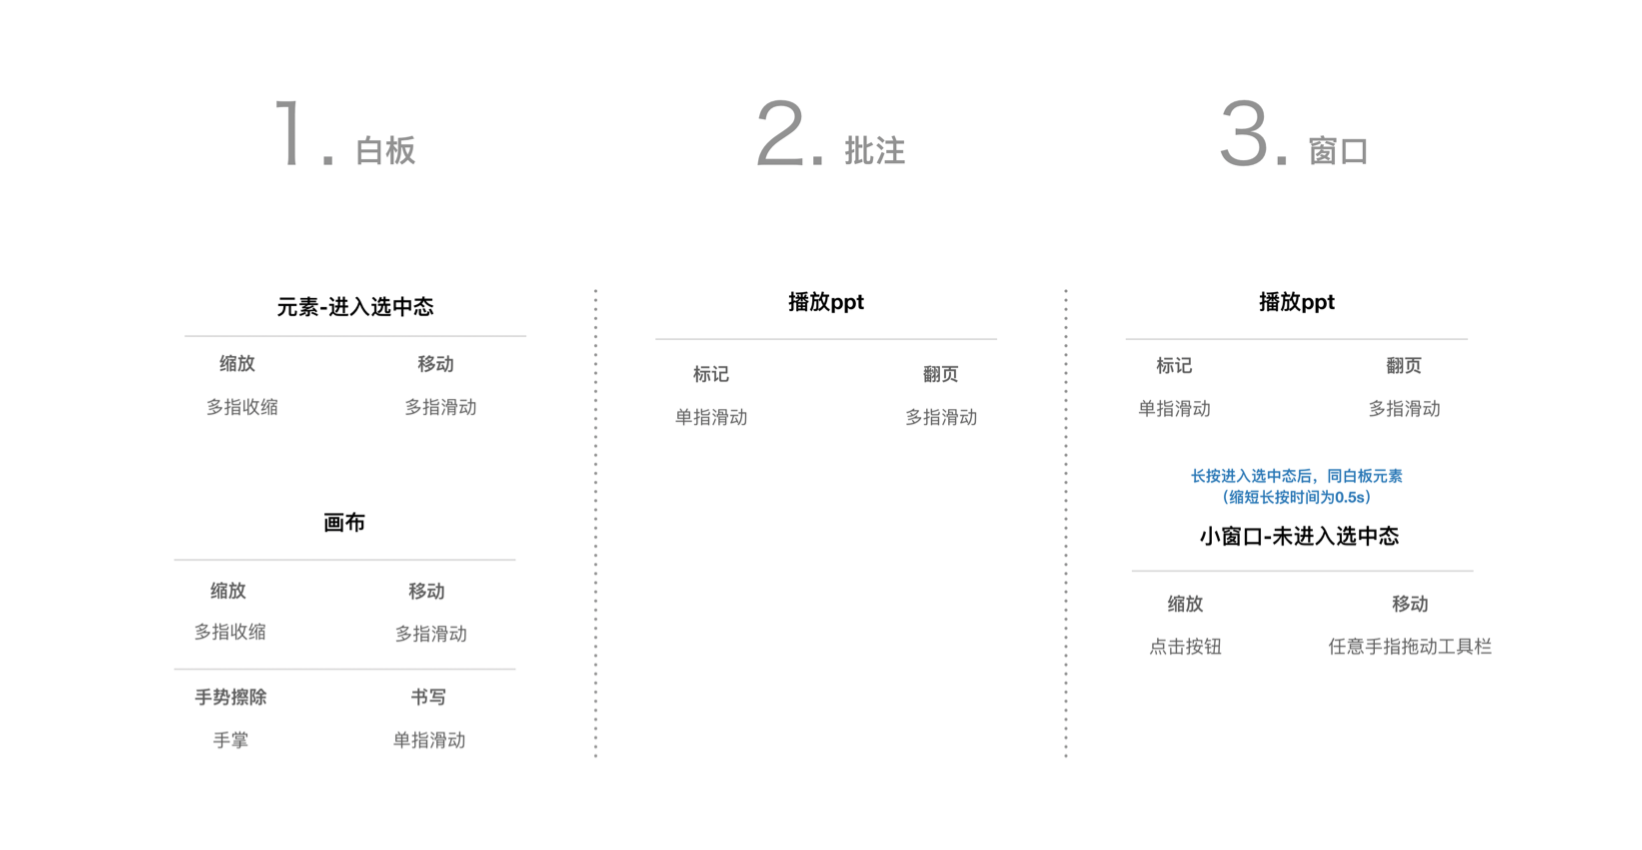 1. 白板
元素-进入选中态
缩放 移动
多指收缩 多指滑动
画布
缩放 移动
多指收缩 多指滑动
手势擦除 书写
手掌 单指滑动
2. 批注
播放ppt
标记 翻页
单指滑动 多指滑动
3. 窗口
播放ppt
标记 翻页
单指滑动 多指滑动
长按进入选中态后，同白板元素
（缩短长按时间为0.5s）
小窗口-未进入选中态
缩放 移动
点击按钮 任意手指拖动工具栏